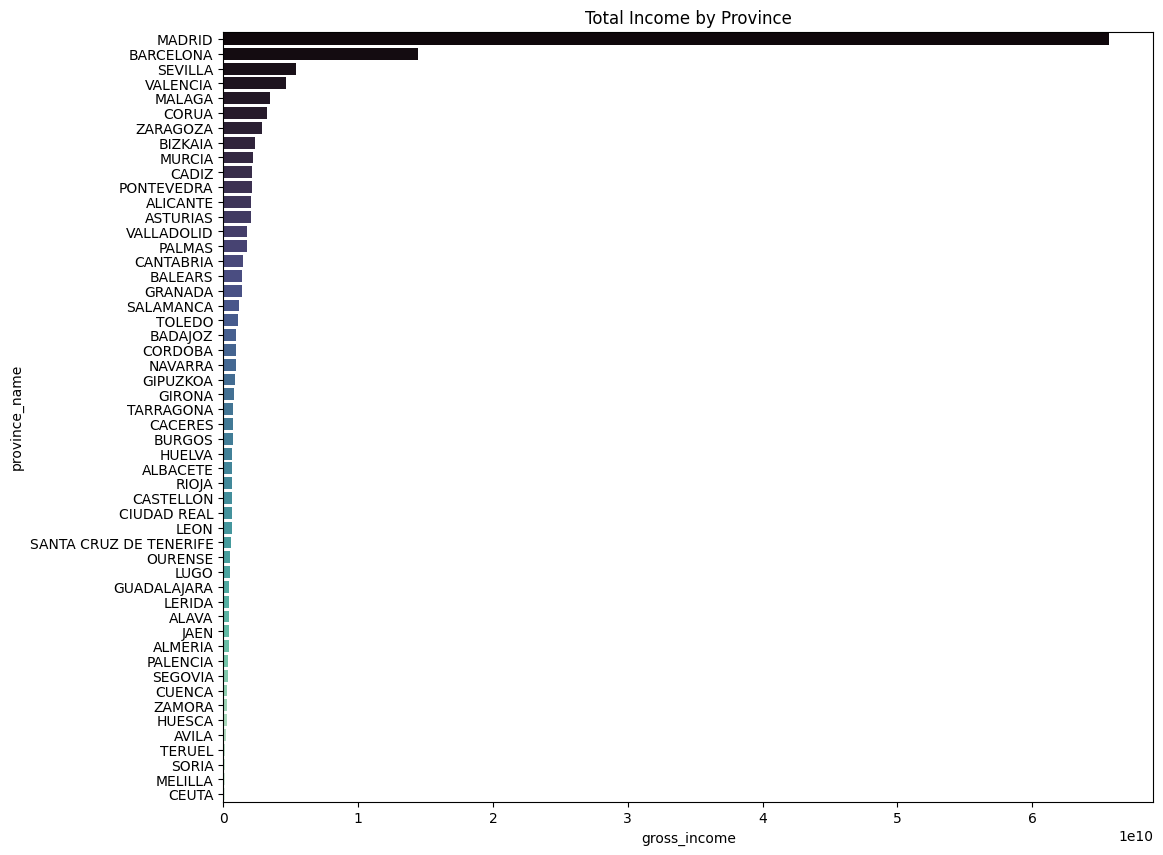 Total Income by Province
MADRID
BARCELONA
SEVILLA
VALENCIA
MALAGA
CORUA
ZARAGOZA
BIZKAIA
MURCIA
CADIZ
PONTEVEDRA
ALICANTE
ASTURIAS
VALLADOLID
PALMAS
CANTABRIA
BALEARS
GRANADA
SALAMANCA
TOLEDO
BADAJOZ
CORDOBA
NAVARRA
GIPUZKOA
GIRONA
TARRAGONA
CACERES
BURGOS
HUELVA
ALBACETE
RIOJA
CASTELLON
CIUDAD REAL
LEON
SANTA CRUZ DE TENERIFE
OURENSE
LUGO
GUADALAJARA
LERIDA
ALAVA
JAEN
ALMERIA
PALENCIA
SEGOVIA
CUENCA
ZAMORA
HUESCA
AVILA
TERUEL
SORIA
MELILLA
CEUTA
province_name
0 1 2 3 4 5 6
1e10
gross_income